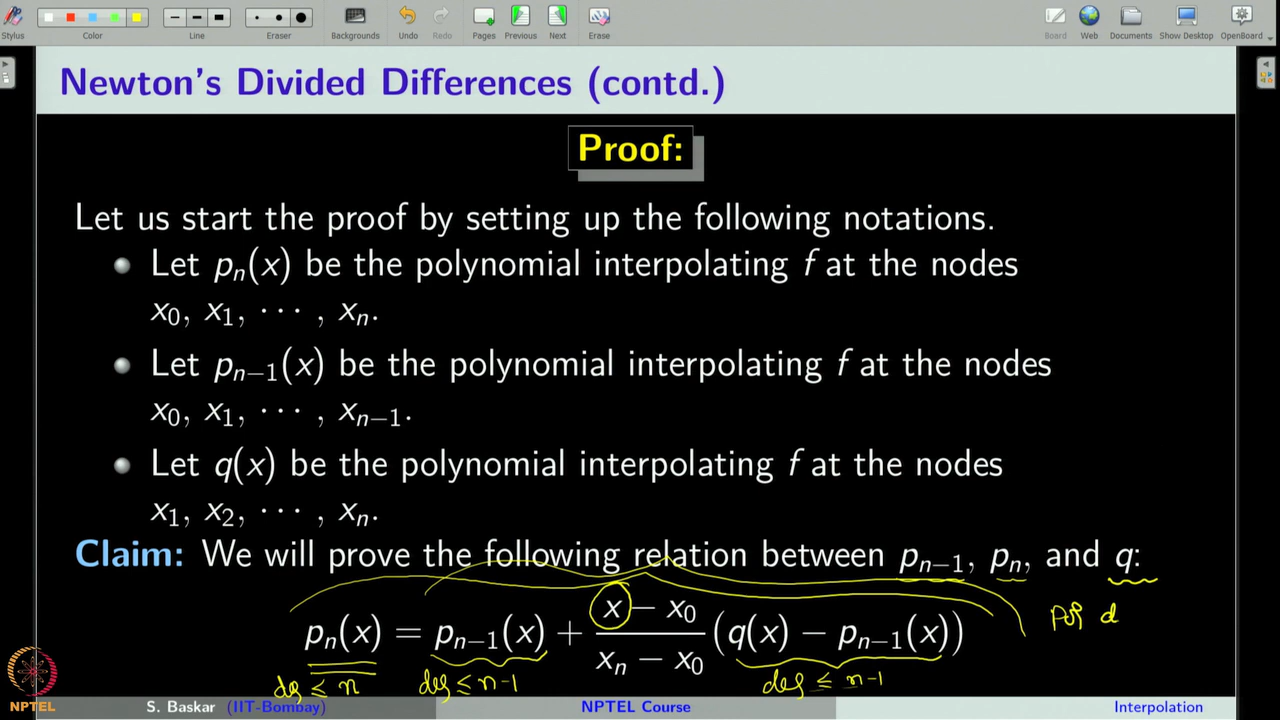 Stylus Color Line Eraser Backgrounds Undo Redo Pages Previous Next Erase Board Web Documents Show Desktop OpenBoard
Newton's Divided Differences (contd.)
Proof:
Let us start the proof by setting up the following notations.
Let pₙ(x) be the polynomial interpolating f at the nodes
x₀, x₁, ⋯ , xₙ.
Let pₙ₋₁(x) be the polynomial interpolating f at the nodes
x₀, x₁, ⋯ , xₙ₋₁.
Let q(x) be the polynomial interpolating f at the nodes
x₁, x₂, ⋯ , xₙ.
Claim: We will prove the following relation between pₙ₋₁, pₙ, and q:
pₙ(x) = pₙ₋₁(x) + (x − x₀)/(xₙ − x₀) (q(x) − pₙ₋₁(x))
deg ≤ n deg ≤ n-1 deg ≤ n-1
NPTEL
S. Baskar (IIT-Bombay) NPTEL Course Interpolation